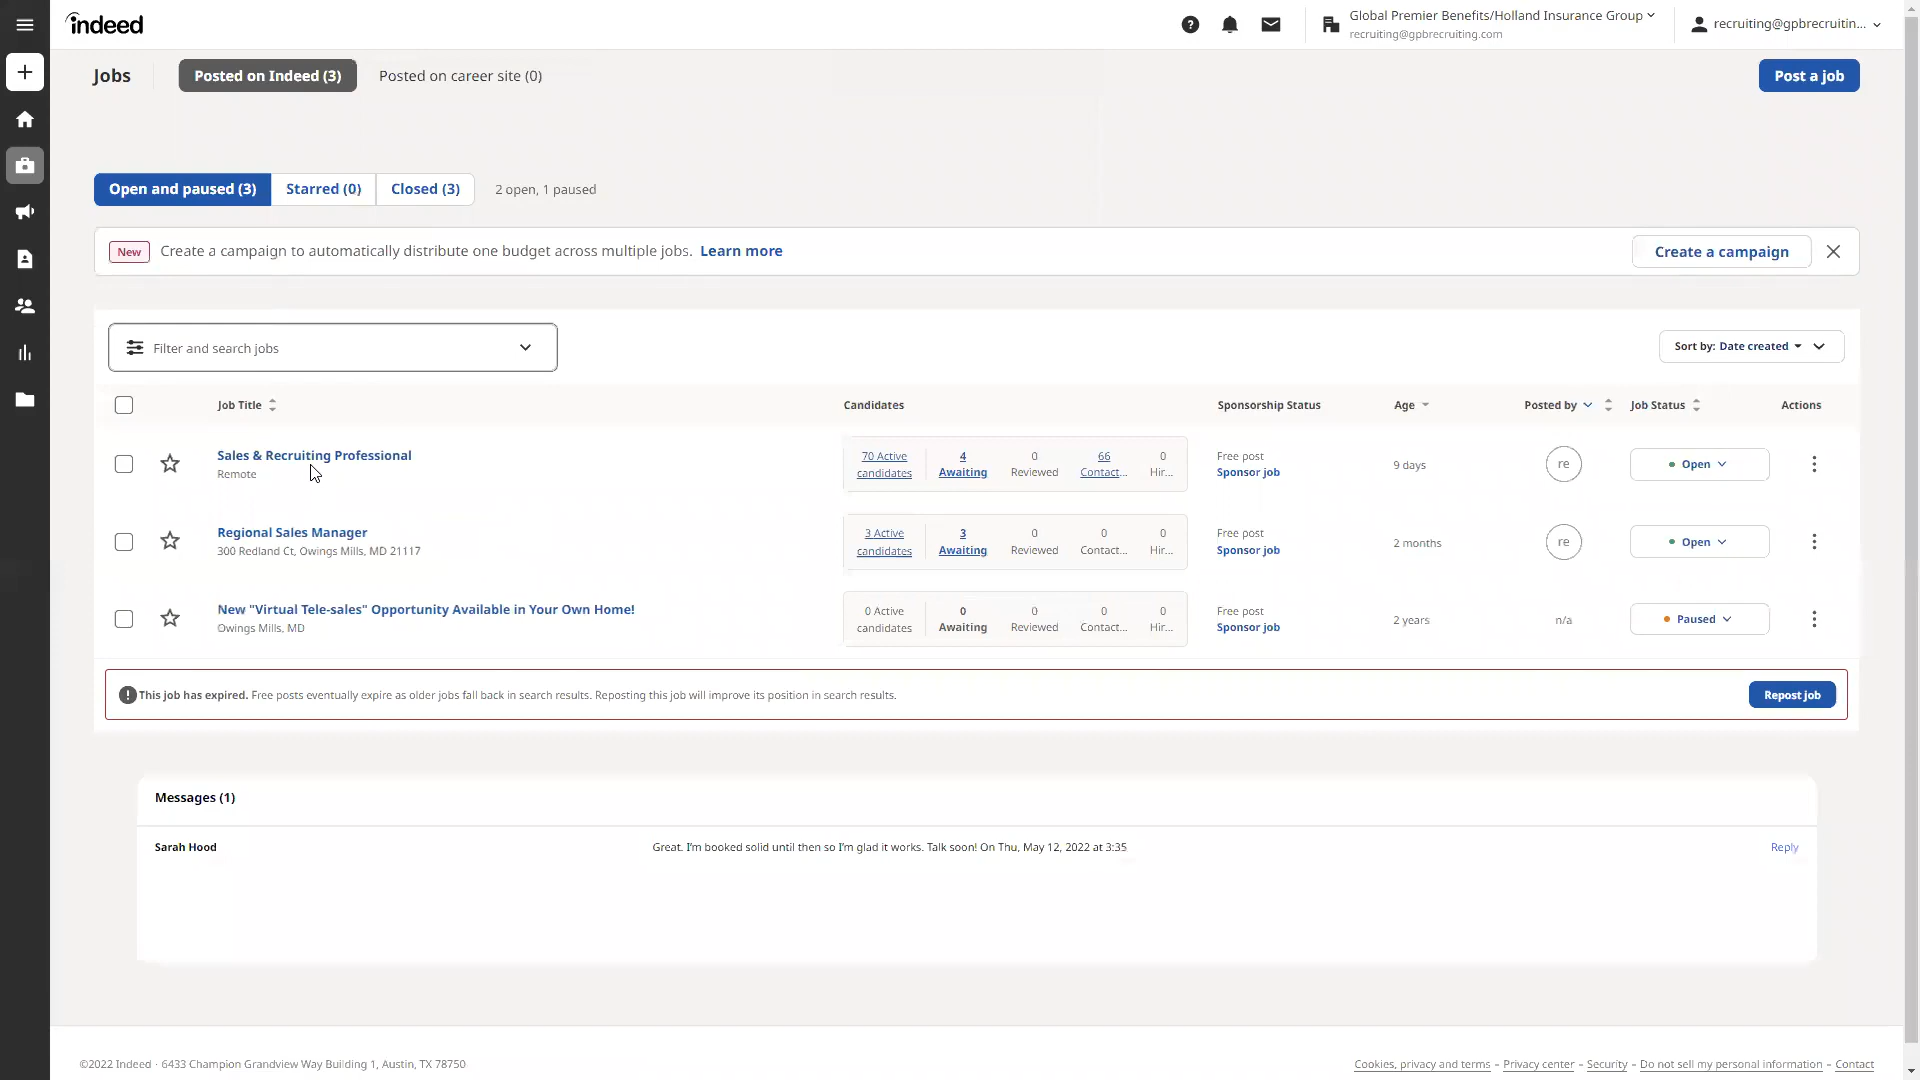 indeed
Global Premier Benefits/Holland Insurance Group
recruiting@gpbrecruiting.com
recruiting@gpbrecruitin...
Jobs
Posted on Indeed (3)
Posted on career site (0)
Post a job
Open and paused (3)
Starred (0)
Closed (3)
2 open, 1 paused
New
Create a campaign to automatically distribute one budget across multiple jobs. Learn more
Create a campaign
Filter and search jobs
Sort by: Date created
Job Title
Candidates
Sponsorship Status
Age
Posted by
Job Status
Actions
Sales & Recruiting Professional
Remote
70 Active
candidates
4
Awaiting
0
Reviewed
66
Contact...
0
Hir...
Free post
Sponsor job
9 days
re
Open
Regional Sales Manager
300 Redland Ct, Owings Mills, MD 21117
3 Active
candidates
3
Awaiting
0
Reviewed
0
Contact...
0
Hir...
Free post
Sponsor job
2 months
re
Open
New "Virtual Tele-sales" Opportunity Available in Your Own Home!
Owings Mills, MD
0 Active
candidates
0
Awaiting
0
Reviewed
0
Contact...
0
Hir...
Free post
Sponsor job
2 years
n/a
Paused
This job has expired. Free posts eventually expire as older jobs fall back in search results. Reposting this job will improve its position in search results.
Repost job
Messages (1)
Sarah Hood
Great. I'm booked solid until then so I'm glad it works. Talk soon! On Thu, May 12, 2022 at 3:35
Reply
©2022 Indeed · 6433 Champion Grandview Way Building 1, Austin, TX 78750
Cookies, privacy and terms – Privacy center – Security – Do not sell my personal information – Contact